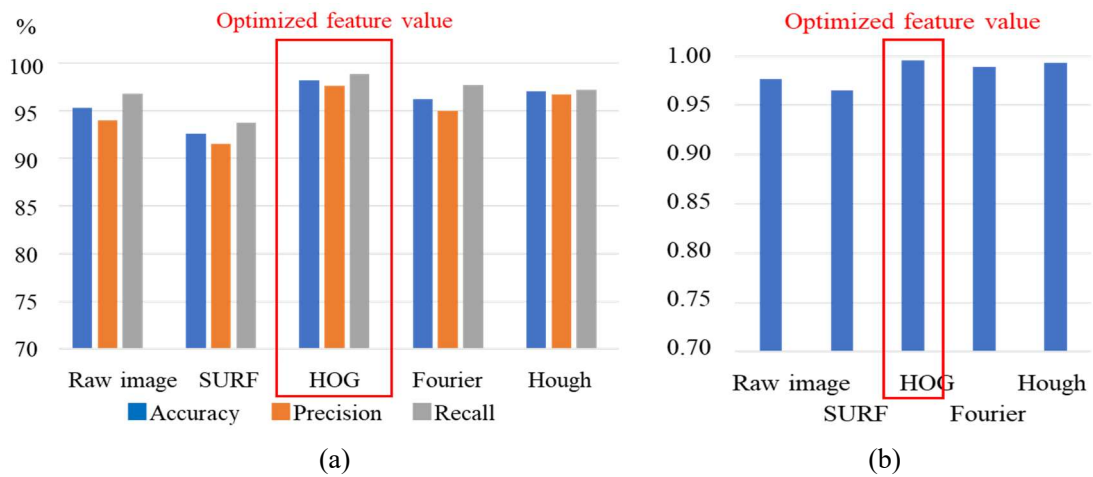 Optimized feature value
%
100
95
90
85
80
75
70
Raw image SURF HOG Fourier Hough
Accuracy Precision Recall
(a)
Optimized feature value
1.00
0.95
0.90
0.85
0.80
0.75
0.70
Raw image HOG Hough
SURF Fourier
(b)